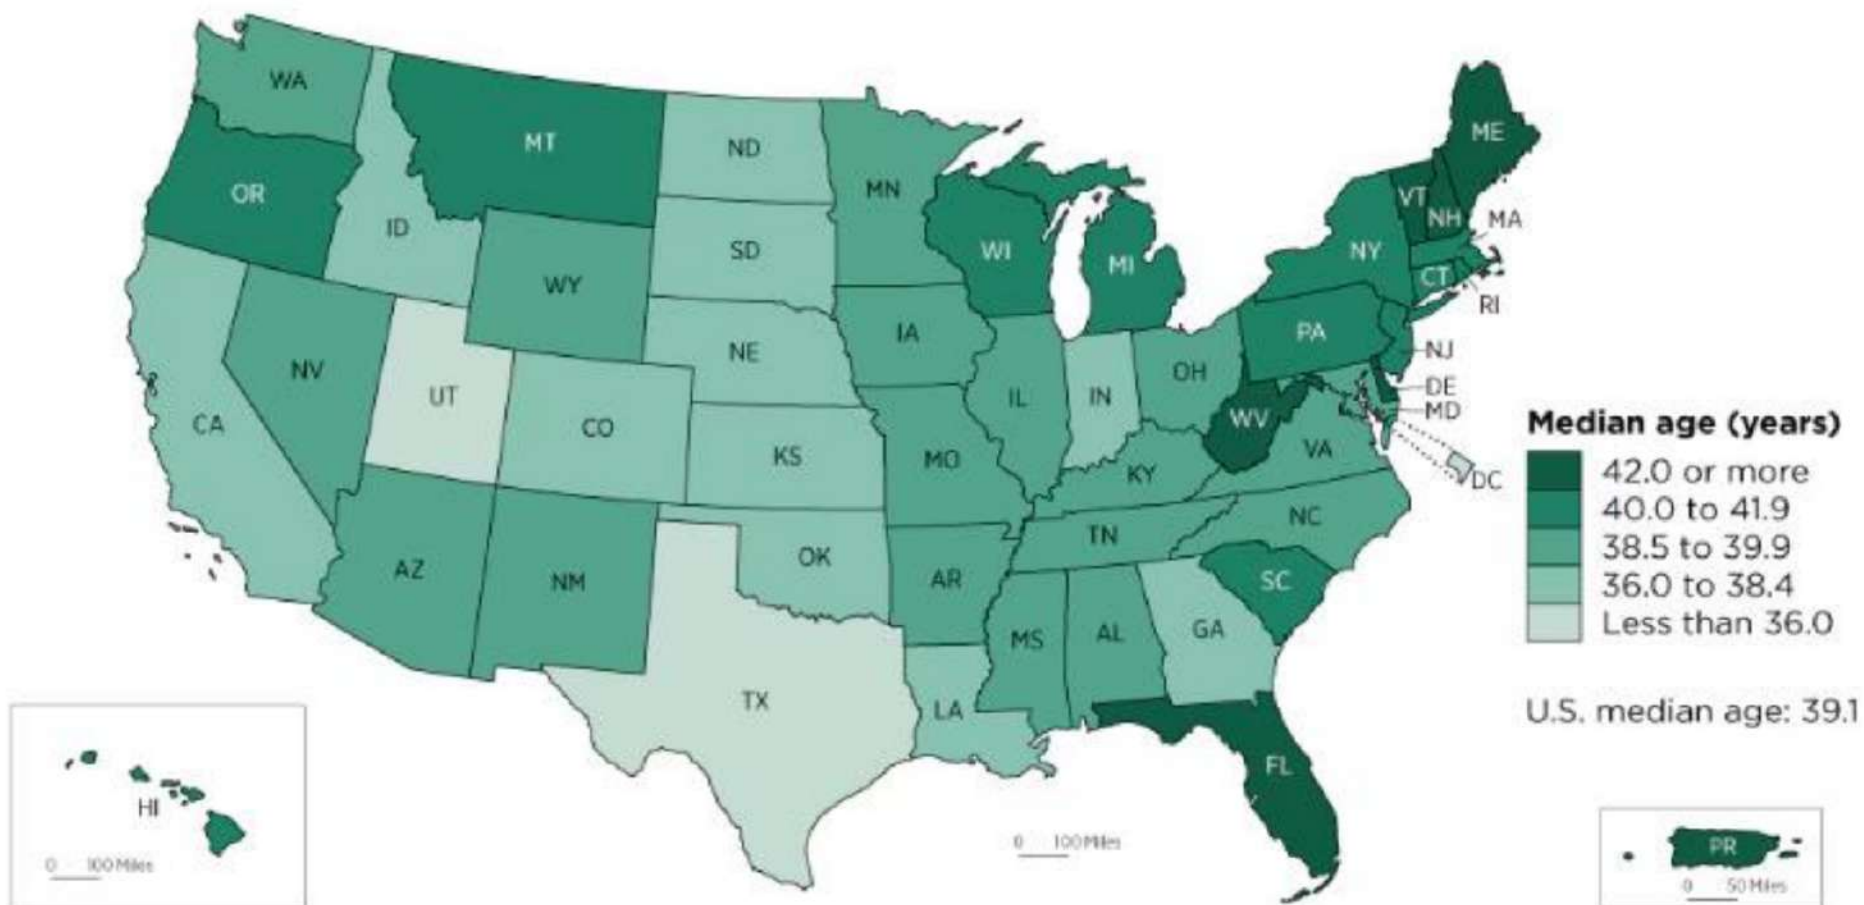 WA
MT
ND
ME
OR
ID
MN
VT
NH
MA
SD
WI
MI
NY
WY
CT
RI
IA
PA
NE
NJ
NV
UT
IL
IN
OH
DE
MD
CA
CO
WV
KS
MO
KY
VA
DC
TN
NC
AZ
NM
OK
AR
SC
MS
AL
GA
TX
LA
FL
HI
PR
Median age (years)
42.0 or more
40.0 to 41.9
38.5 to 39.9
36.0 to 38.4
Less than 36.0
U.S. median age: 39.1
0 100 Miles
0 100 Miles
0 50 Miles